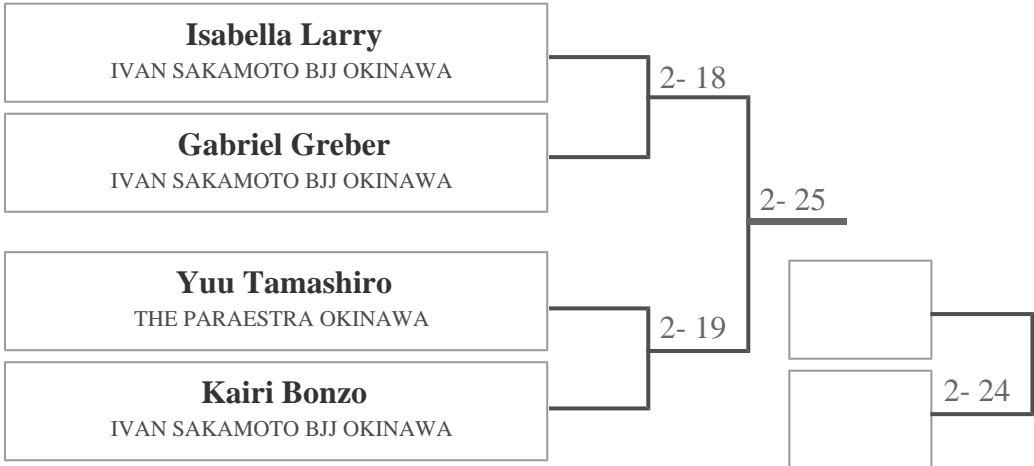 Isabella Larry
IVAN SAKAMOTO BJJ OKINAWA
2- 18
Gabriel Greber
IVAN SAKAMOTO BJJ OKINAWA
2- 25
Yuu Tamashiro
THE PARAESTRA OKINAWA
2- 19
Kairi Bonzo
IVAN SAKAMOTO BJJ OKINAWA
2- 24